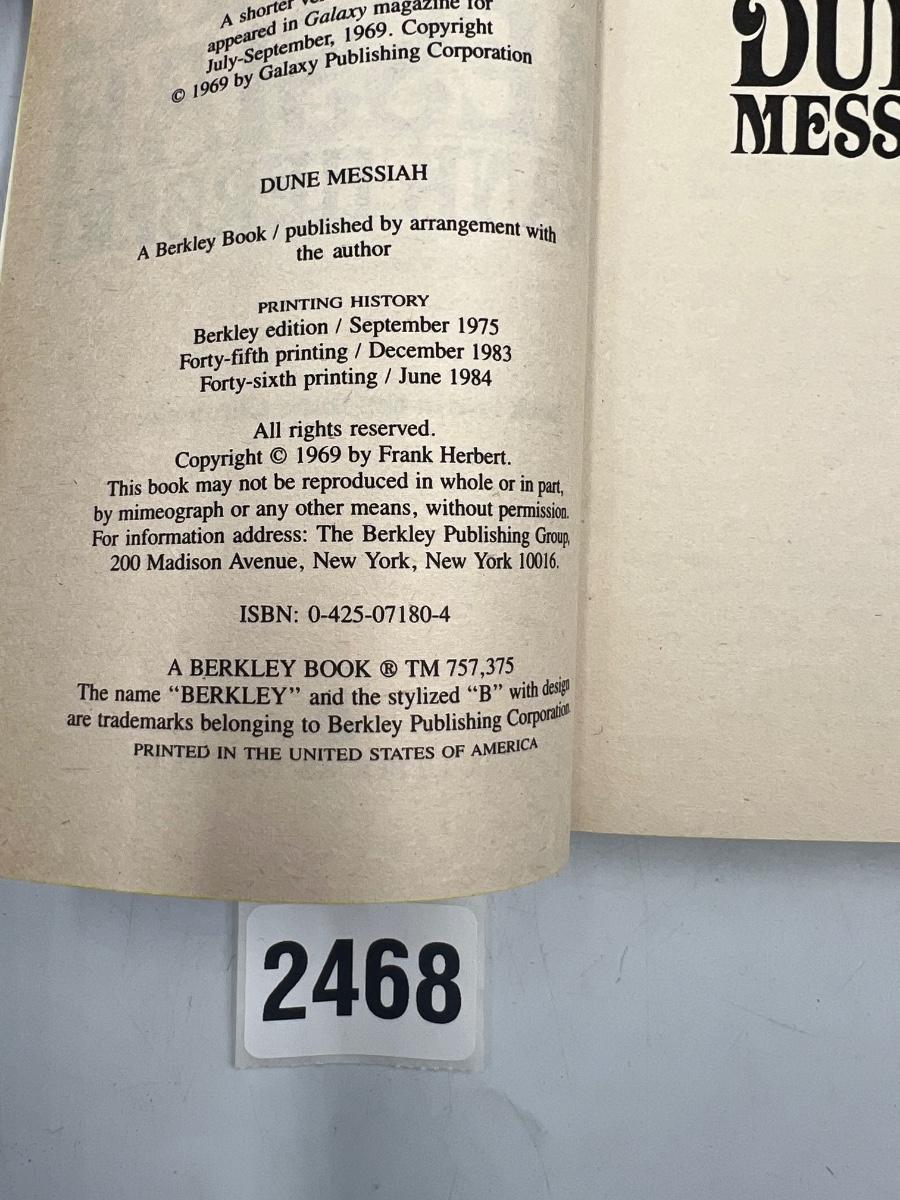 A shorter
appeared in Galaxy magazine for
July-September, 1969. Copyright
© 1969 by Galaxy Publishing Corporation
DUNE MESSIAH
A Berkley Book / published by arrangement with
the author
PRINTING HISTORY
Berkley edition / September 1975
Forty-fifth printing / December 1983
Forty-sixth printing / June 1984
All rights reserved.
Copyright © 1969 by Frank Herbert.
This book may not be reproduced in whole or in part,
by mimeograph or any other means, without permission.
For information address: The Berkley Publishing Group,
200 Madison Avenue, New York, New York 10016.
ISBN: 0-425-07180-4
A BERKLEY BOOK ® TM 757,375
The name “BERKLEY” and the stylized “B” with design
are trademarks belonging to Berkley Publishing Corporation.
PRINTED IN THE UNITED STATES OF AMERICA
DU
MESS
2468